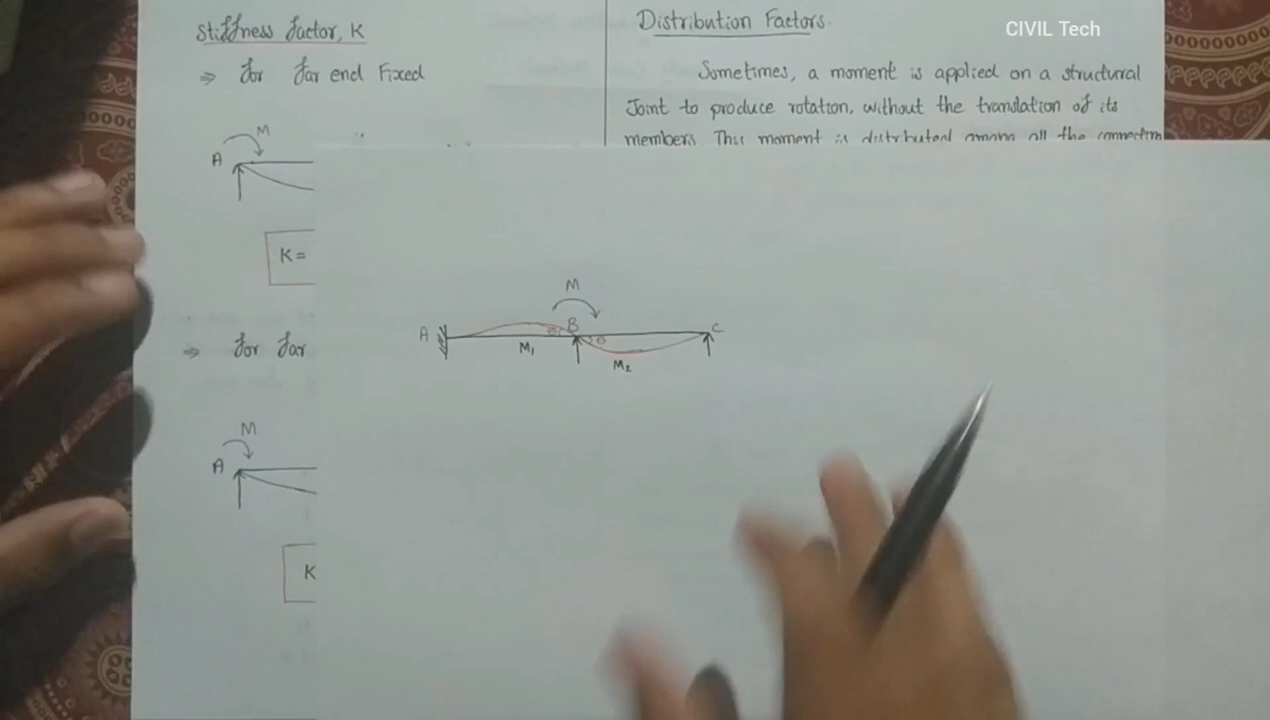 Stiffness factor, K
⇒ for far end Fixed
M
A
K=
⇒ for far
M
A
K
Distribution Factors.
CIVIL Tech
Sometimes, a moment is applied on a structural
Joint to produce rotation, without the translation of its
members. This moment is distributed among all the
M
A
B
C
θ
θ
M₁
M₂